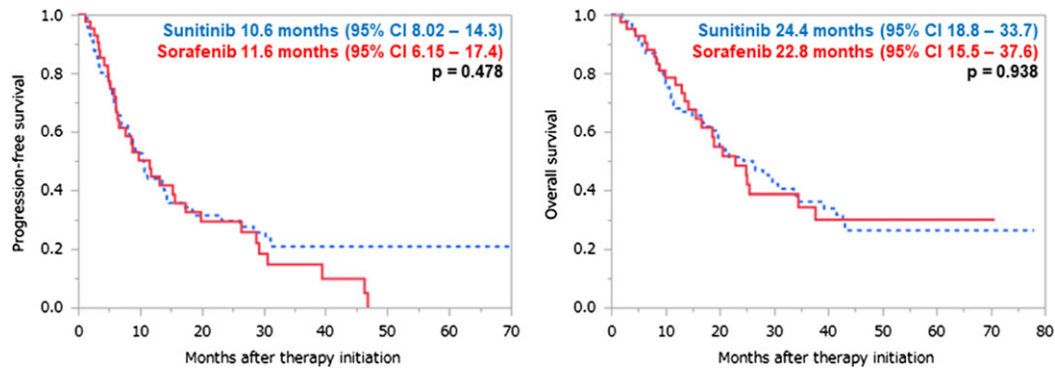 Sunitinib 10.6 months (95% CI 8.02 – 14.3)
Sorafenib 11.6 months (95% CI 6.15 – 17.4)
p = 0.478
Progression-free survival
1.0
0.8
0.6
0.4
0.2
0.0
0 10 20 30 40 50 60 70
Months after therapy initiation
Sunitinib 24.4 months (95% CI 18.8 – 33.7)
Sorafenib 22.8 months (95% CI 15.5 - 37.6)
p = 0.938
Overall survival
1.0
0.8
0.6
0.4
0.2
0.0
0 10 20 30 40 50 60 70 80
Months after therapy initiation